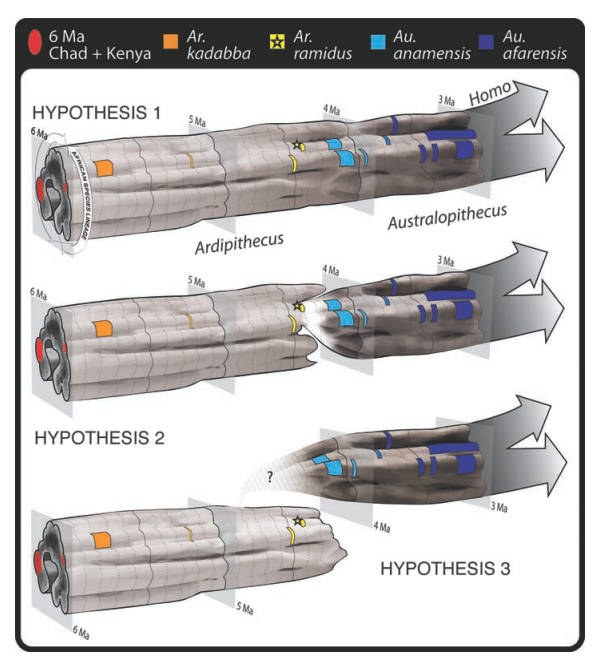 6 Ma
Chad + Kenya
Ar.
kadabba
Ar.
ramidus
Au.
anamensis
Au.
afarensis
HYPOTHESIS 1
6 Ma
5 Ma
4 Ma
3 Ma
Homo
AFRICAN SPECIES LINEAGE
Ardipithecus
Australopithecus
6 Ma
5 Ma
4 Ma
3 Ma
HYPOTHESIS 2
?
4 Ma
3 Ma
HYPOTHESIS 3
5 Ma
6 Ma